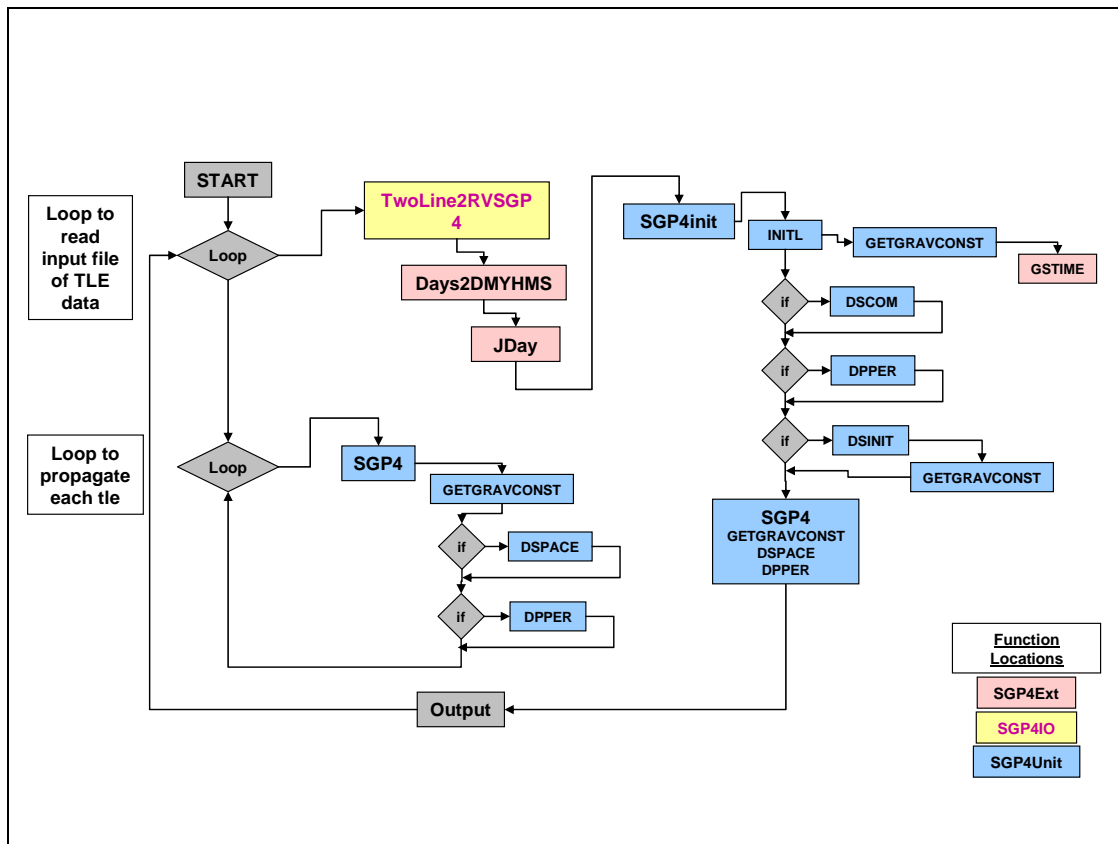 START
Loop to
read
input file
of TLE
data
Loop
TwoLine2RVSGP
4
Days2DMYHMS
JDay
SGP4init
INITL
GETGRAVCONST
GSTIME
if
DSCOM
if
DPPER
if
DSINIT
GETGRAVCONST
SGP4
GETGRAVCONST
DSPACE
DPPER
Loop to
propagate
each tle
Loop
SGP4
GETGRAVCONST
if
DSPACE
if
DPPER
Output
Function
Locations
SGP4Ext
SGP4IO
SGP4Unit